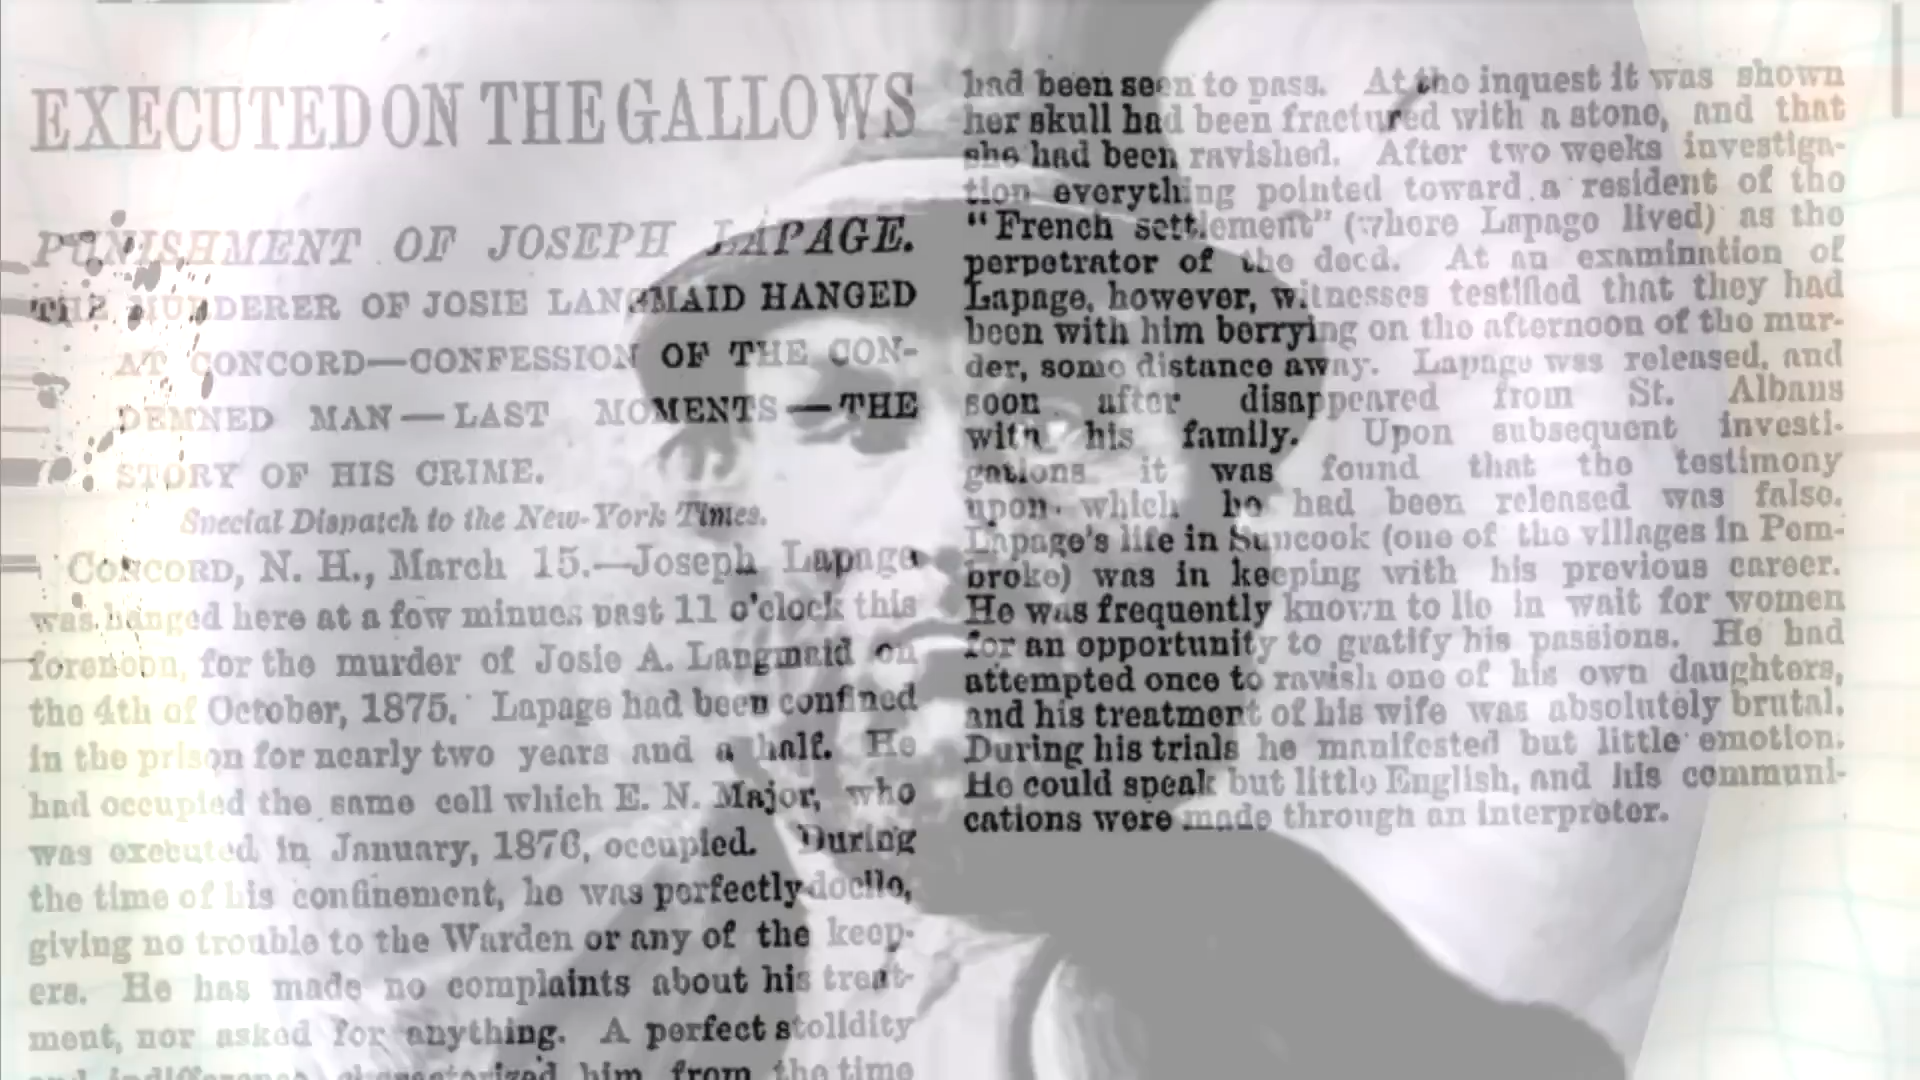 EXECUTED ON THE GALLOWS
PUNISHMENT OF JOSEPH LAPAGE.
THE MURDERER OF JOSIE LANGMAID HANGED
AT CONCORD—CONFESSION OF THE CON-
DEMNED MAN—LAST MOMENTS—THE
STORY OF HIS CRIME.
Special Dispatch to the New-York Times.
CONCORD, N. H., March 15.—Joseph Lapage
was hanged here at a few minues past 11 o'clock this
forenoon, for the murder of Josie A. Langmaid on
the 4th of October, 1875. Lapage had been confined
in the prison for nearly two years and a half. He
had occupied the same cell which E. N. Major, who
was executed in January, 1876, occupied. During
the time of his confinement, he was perfectly docile,
giving no trouble to the Warden or any of the keep-
ers. He has made no complaints about his treat-
ment, nor asked for anything. A perfect stolidity
and indifference characterized him from the time
had been seen to pass. At the inquest it was shown
her skull had been fractured with a stone, and that
she had been ravished. After two weeks investiga-
tion everything pointed toward a resident of the
"French settlement" (where Lapage lived) as the
perpetrator of the deed. At an examination of
Lapage, however, witnesses testified that they had
been with him berrying on the afternoon of the mur-
der, some distance away. Lapage was released, and
soon after disappeared from St. Albans
with his family. Upon subsequent investi-
gations it was found that the testimony
upon which he had been released was false.
Lapage's life in Suncook (one of the villages in Pem-
broke) was in keeping with his previous career.
He was frequently known to lie in wait for women
for an opportunity to gratify his passions. He had
attempted once to ravish one of his own daughters,
and his treatment of his wife was absolutely brutal.
During his trials he manifested but little emotion.
He could speak but little English, and his communi-
cations were made through an interpreter.